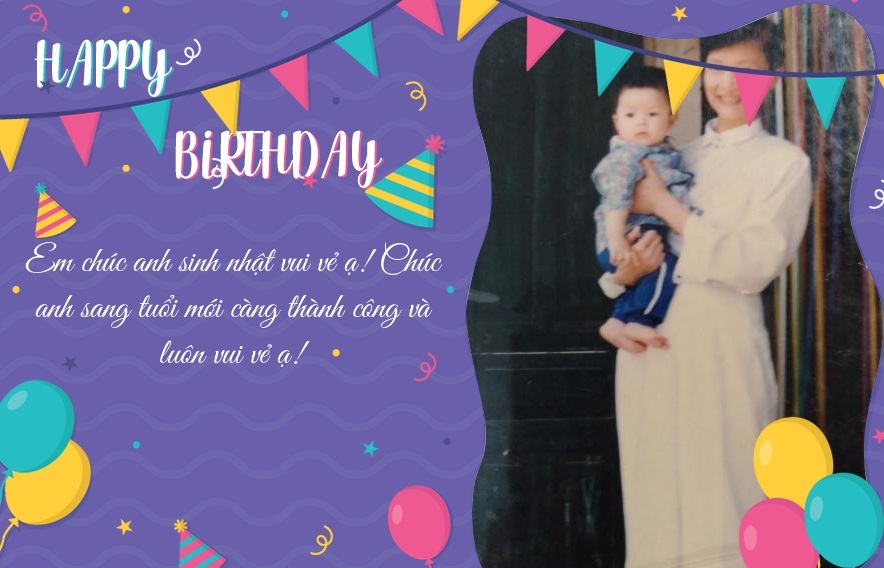 HAPPY
BiRTHDAY
Em chúc anh sinh nhật vui vẻ ạ! Chúc
anh sang tuổi mới càng thành công và
luôn vui vẻ ạ!